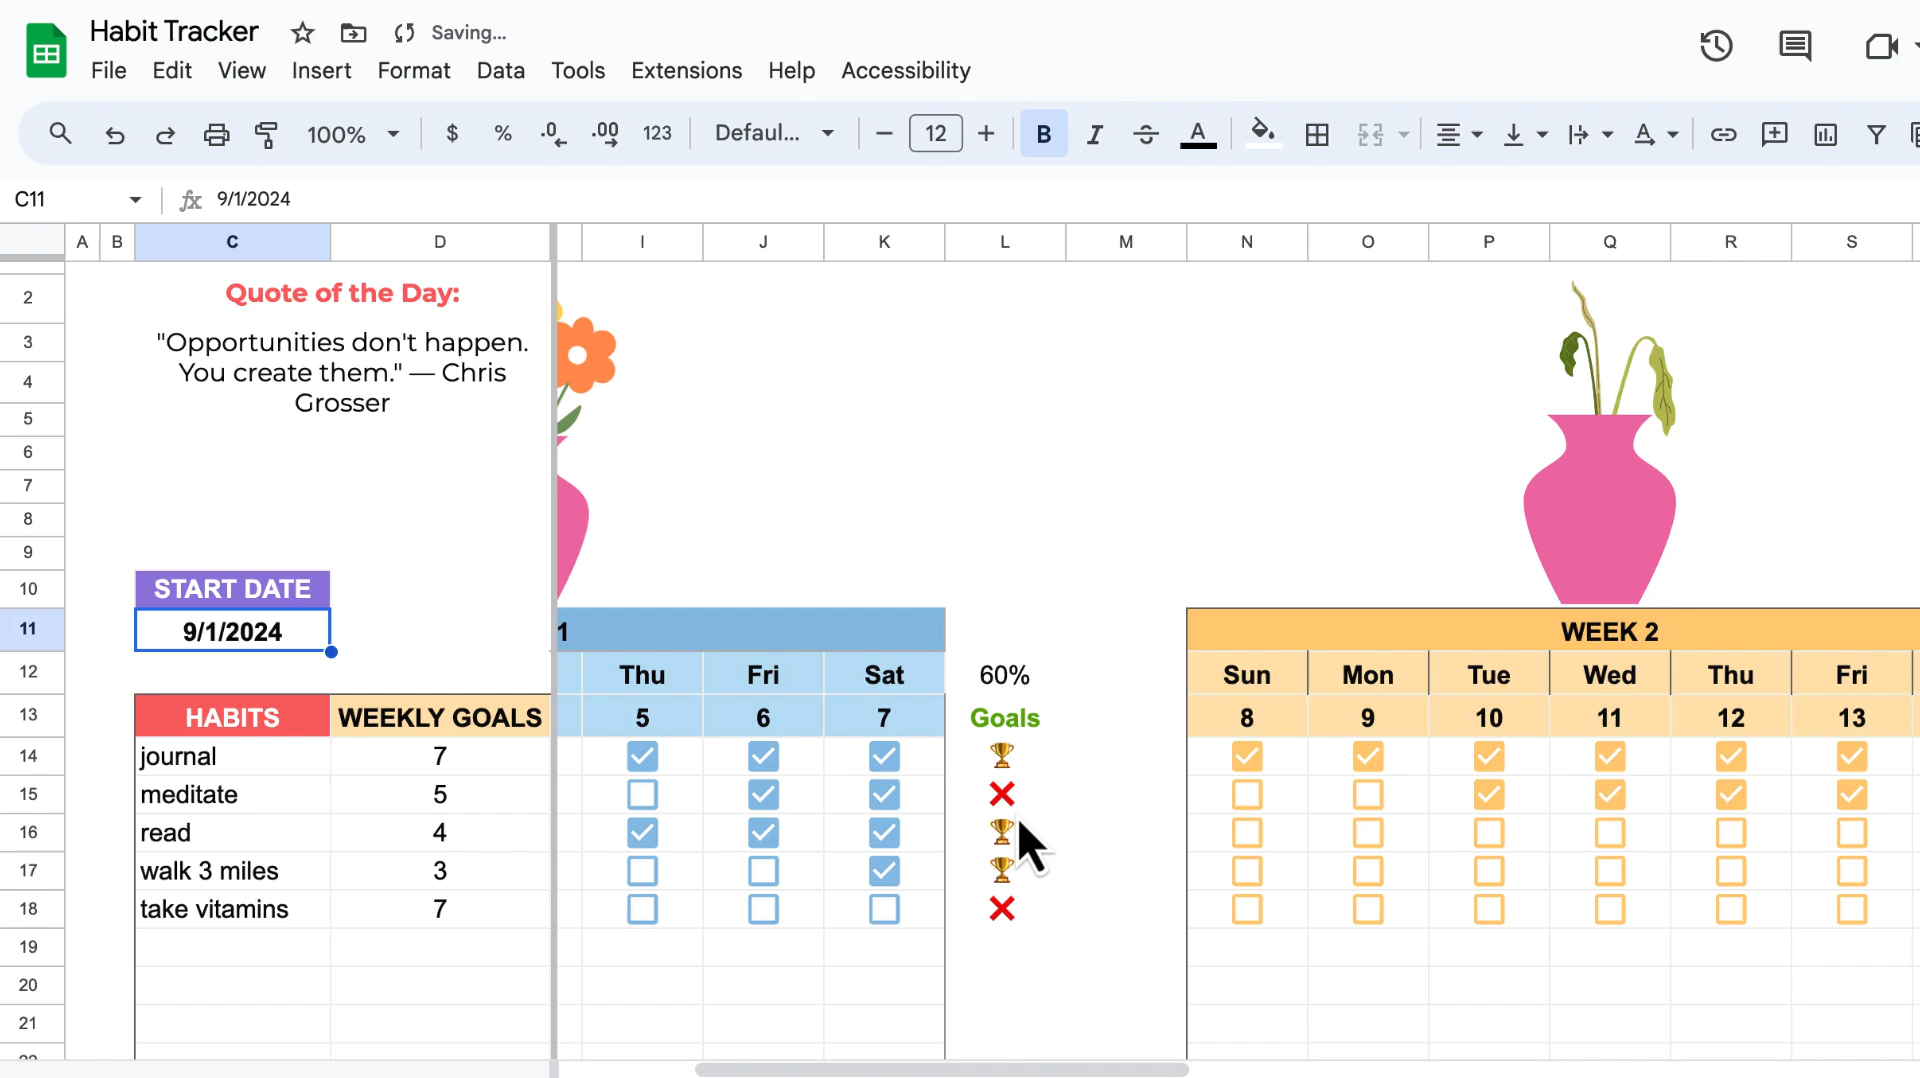 Habit Tracker Saving...
File Edit View Insert Format Data Tools Extensions Help Accessibility
100% $ % .0 .00 123 Defaul... 12 B I A
C11 fx 9/1/2024
A B C D I J K L M N O P Q R S
2 Quote of the Day:
3 "Opportunities don't happen.
4 You create them." — Chris
Grosser
5
6
7
8
9
10 START DATE
11 9/1/2024 1 WEEK 2
12 Thu Fri Sat 60% Sun Mon Tue Wed Thu Fri
13 HABITS WEEKLY GOALS 5 6 7 Goals 8 9 10 11 12 13
14 journal 7
15 meditate 5
16 read 4
17 walk 3 miles 3
18 take vitamins 7
19
20
21